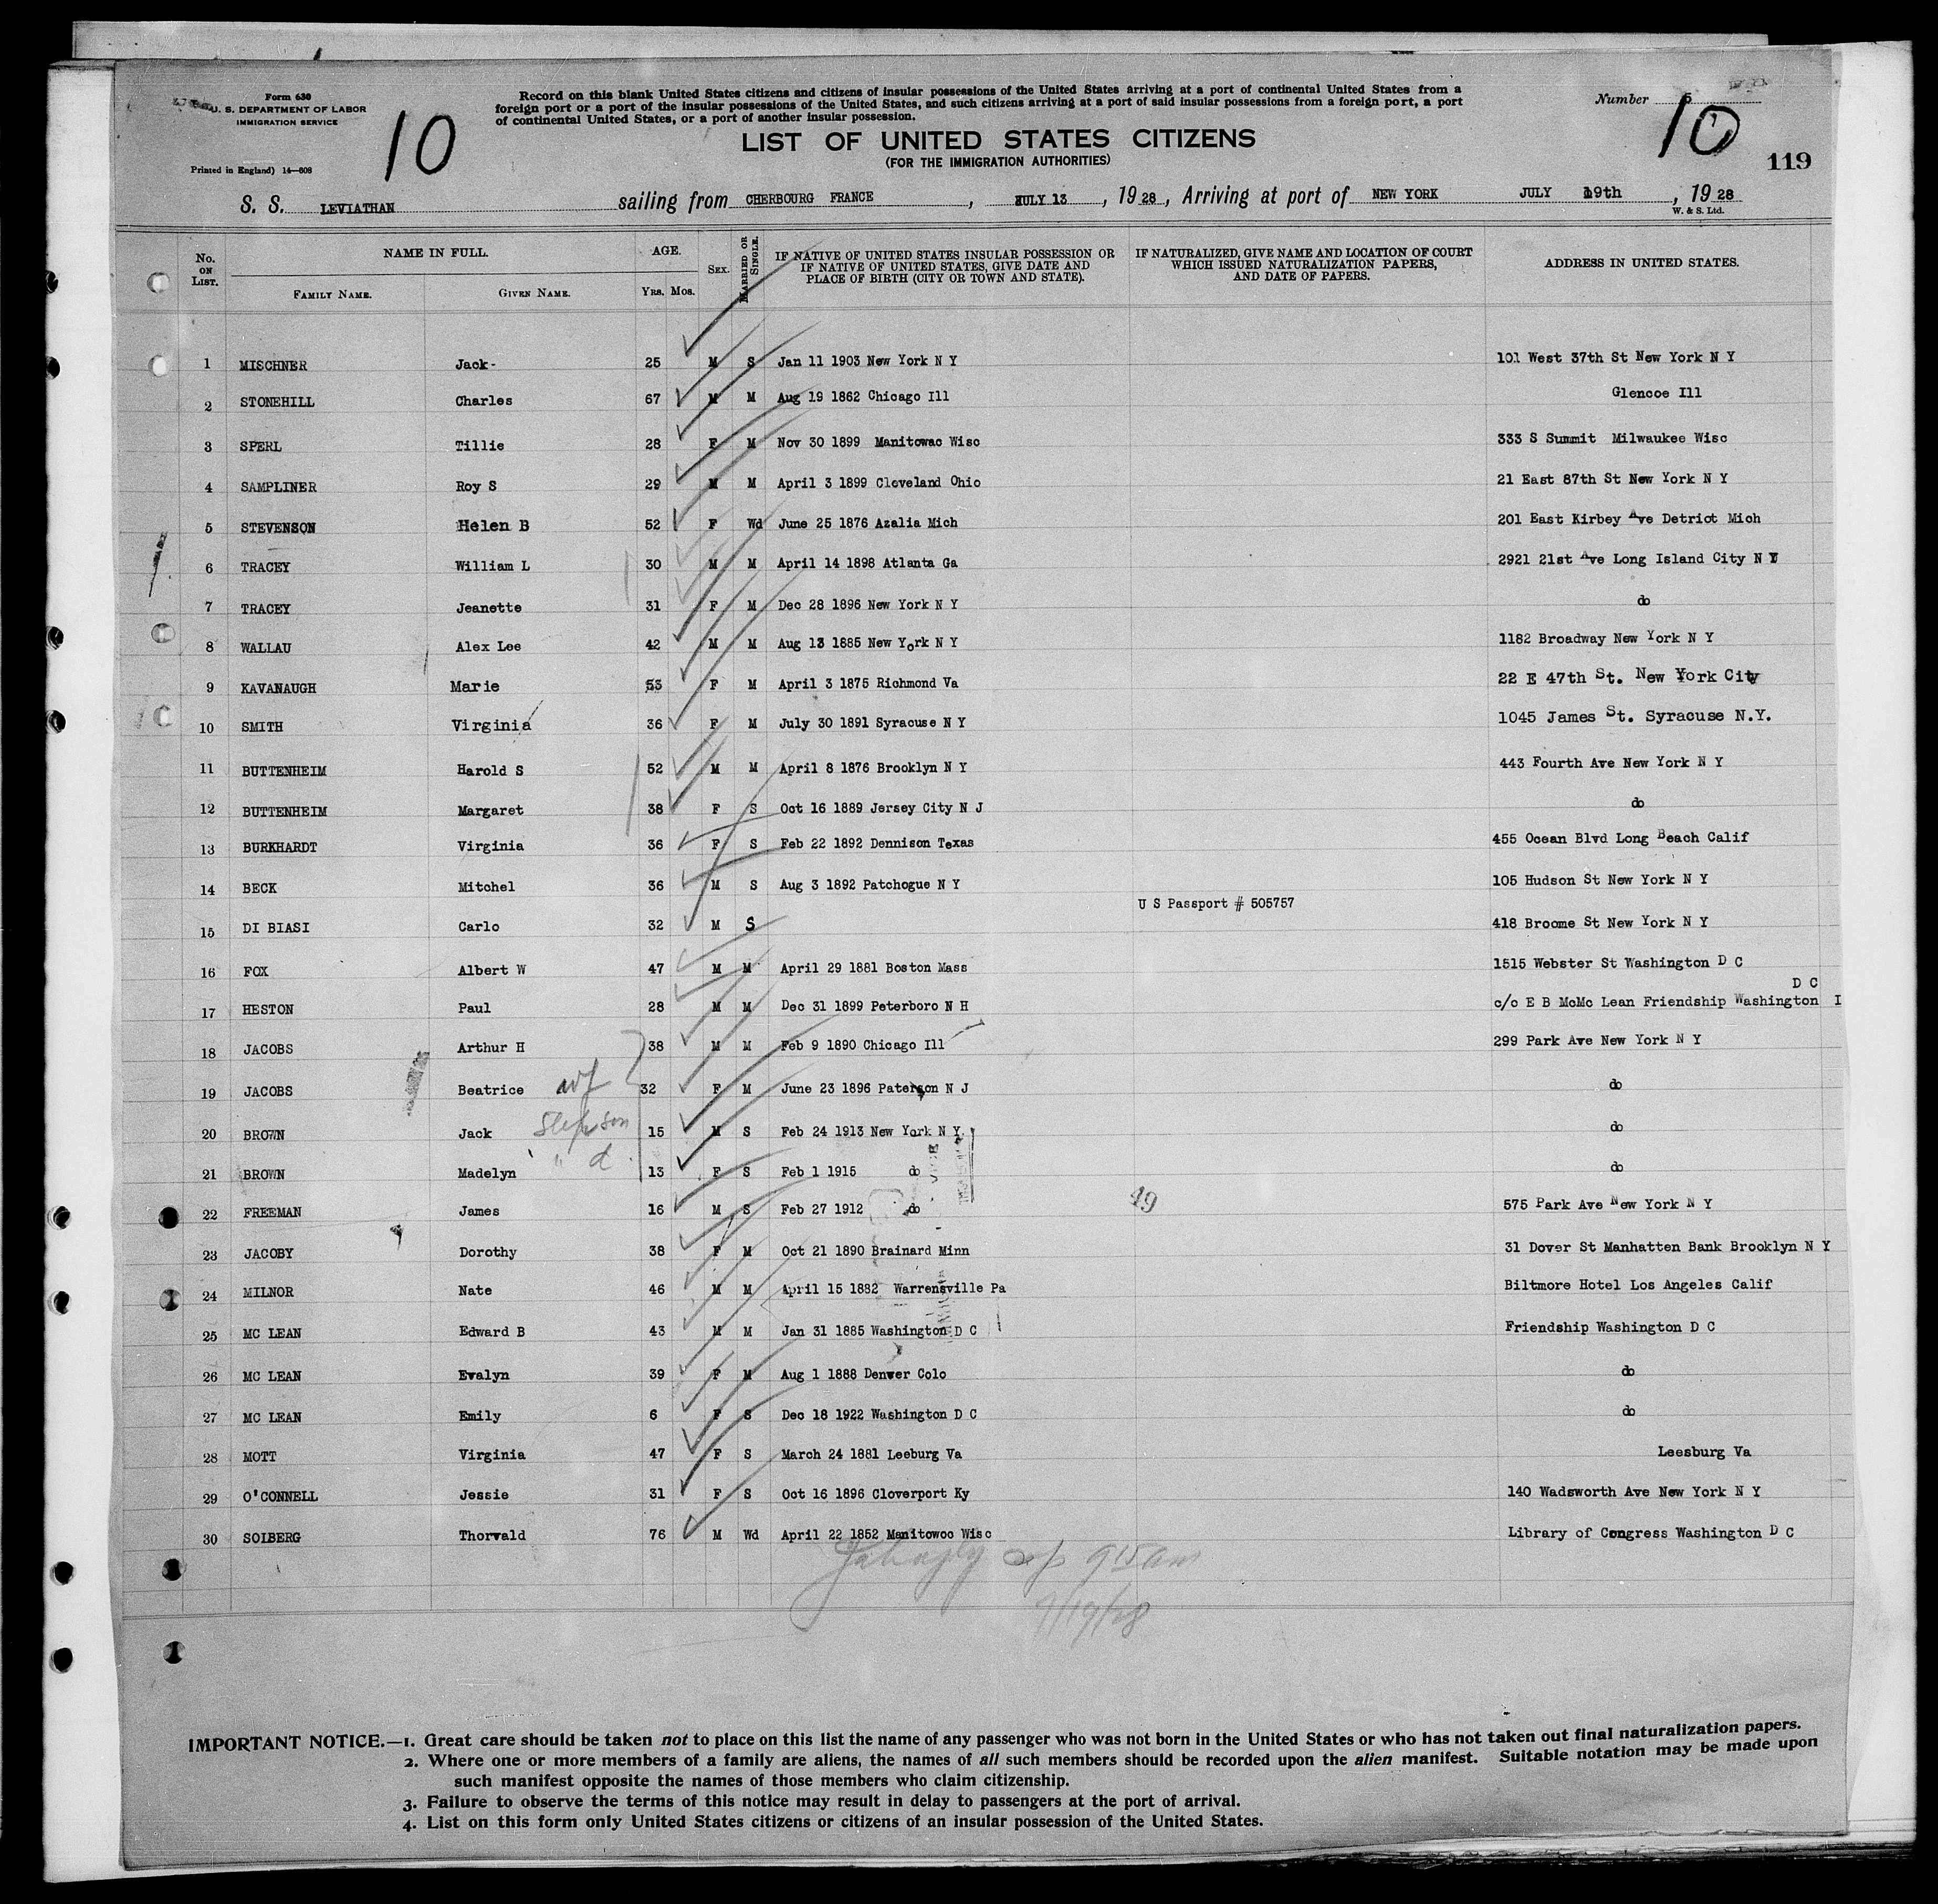 Form 630
U. S. DEPARTMENT OF LABOR
IMMIGRATION SERVICE
Printed in England) 14—608
10
Record on this blank United States citizens and citizens of insular possessions of the United States arriving at a port of continental United States from a
foreign port or a port of the insular possessions of the United States, and such citizens arriving at a port of said insular possessions from a foreign port, a port
of continental United States, or a port of another insular possession.
LIST OF UNITED STATES CITIZENS
(FOR THE IMMIGRATION AUTHORITIES)
Number 5
10
119
S. S. LEVIATHAN sailing from CHERBOURG FRANCE, JULY 13, 1928, Arriving at port of NEW YORK JULY 19th, 1928
W. & S. Ltd.
No. ON LIST. NAME IN FULL. FAMILY NAME. GIVEN NAME. AGE. YRS. MOS. SEX. MARRIED OR SINGLE. IF NATIVE OF UNITED STATES INSULAR POSSESSION OR IF NATIVE OF UNITED STATES, GIVE DATE AND PLACE OF BIRTH (CITY OR TOWN AND STATE). IF NATURALIZED, GIVE NAME AND LOCATION OF COURT WHICH ISSUED NATURALIZATION PAPERS, AND DATE OF PAPERS. ADDRESS IN UNITED STATES.
1 MISCHNER Jack- 25 M S Jan 11 1903 New York N Y 101 West 37th St New York N Y
2 STONEHILL Charles 67 M M Aug 19 1862 Chicago Ill Glencoe Ill
3 SPERL Tillie 28 F M Nov 30 1899 Manitowac Wisc 333 S Summit Milwaukee Wisc
4 SAMPLINER Roy S 29 M M April 3 1899 Cleveland Ohio 21 East 87th St New York N Y
5 STEVENSON Helen B 52 F Wd June 25 1876 Azalia Mich 201 East Kirbey Ave Detriot Mich
6 TRACEY William L 30 M M April 14 1898 Atlanta Ga 2921 21st Ave Long Island City N Y
7 TRACEY Jeanette 31 F M Dec 28 1896 New York N Y do
8 WALLAU Alex Lee 42 M M Aug 13 1885 New York N Y 1182 Broadway New York N Y
9 KAVANAUGH Marie 53 F M April 3 1875 Richmond Va 22 E 47th St. New York City
10 SMITH Virginia 36 F M July 30 1891 Syracuse N Y 1045 James St. Syracuse N.Y.
11 BUTTENHEIM Harold S 52 M M April 8 1876 Brooklyn N Y 443 Fourth Ave New York N Y
12 BUTTENHEIM Margaret 38 F S Oct 16 1889 Jersey City N J do
13 BURKHARDT Virginia 36 F S Feb 22 1892 Dennison Texas 455 Ocean Blvd Long Beach Calif
14 BECK Mitchel 36 M S Aug 3 1892 Patchogue N Y 105 Hudson St New York N Y
15 DI BIASI Carlo 32 M S U S Passport # 505757 418 Broome St New York N Y
16 FOX Albert W 47 M M April 29 1881 Boston Mass 1515 Webster St Washington D C
D C
17 HESTON Paul 28 M M Dec 31 1899 Peterboro N H c/o E B McMc Lean Friendship Washington I
18 JACOBS Arthur H 38 M M Feb 9 1890 Chicago Ill 299 Park Ave New York N Y
19 JACOBS Beatrice wf 32 F M June 23 1896 Paterson N J do
20 BROWN Jack Stepson 15 M S Feb 24 1913 New York N Y do
21 BROWN Madelyn " d 13 F S Feb 1 1915 do do
22 FREEMAN James 16 M S Feb 27 1912 do 19 575 Park Ave New York N Y
23 JACOBY Dorothy 38 F M Oct 21 1890 Brainard Minn 31 Dover St Manhatten Bank Brooklyn N Y
24 MILNOR Nate 46 M M April 15 1882 Warrensville Pa Biltmore Hotel Los Angeles Calif
25 MC LEAN Edward B 43 M M Jan 31 1885 Washington D C Friendship Washington D C
26 MC LEAN Evalyn 39 F M Aug 1 1888 Denver Colo do
27 MC LEAN Emily 6 F S Dec 18 1922 Washington D C do
28 MOTT Virginia 47 F S March 24 1881 Leeburg Va Leesburg Va
29 O'CONNELL Jessie 31 F S Oct 16 1896 Cloverport Ky 140 Wadsworth Ave New York N Y
30 SOIBERG Thorvald 76 M Wd April 22 1852 Manitowoc Wisc Library of Congress Washington D C
915 am
7/19/28
IMPORTANT NOTICE.—1. Great care should be taken not to place on this list the name of any passenger who was not born in the United States or who has not taken out final naturalization papers.
2. Where one or more members of a family are aliens, the names of all such members should be recorded upon the alien manifest. Suitable notation may be made upon
such manifest opposite the names of those members who claim citizenship.
3. Failure to observe the terms of this notice may result in delay to passengers at the port of arrival.
4. List on this form only United States citizens or citizens of an insular possession of the United States.